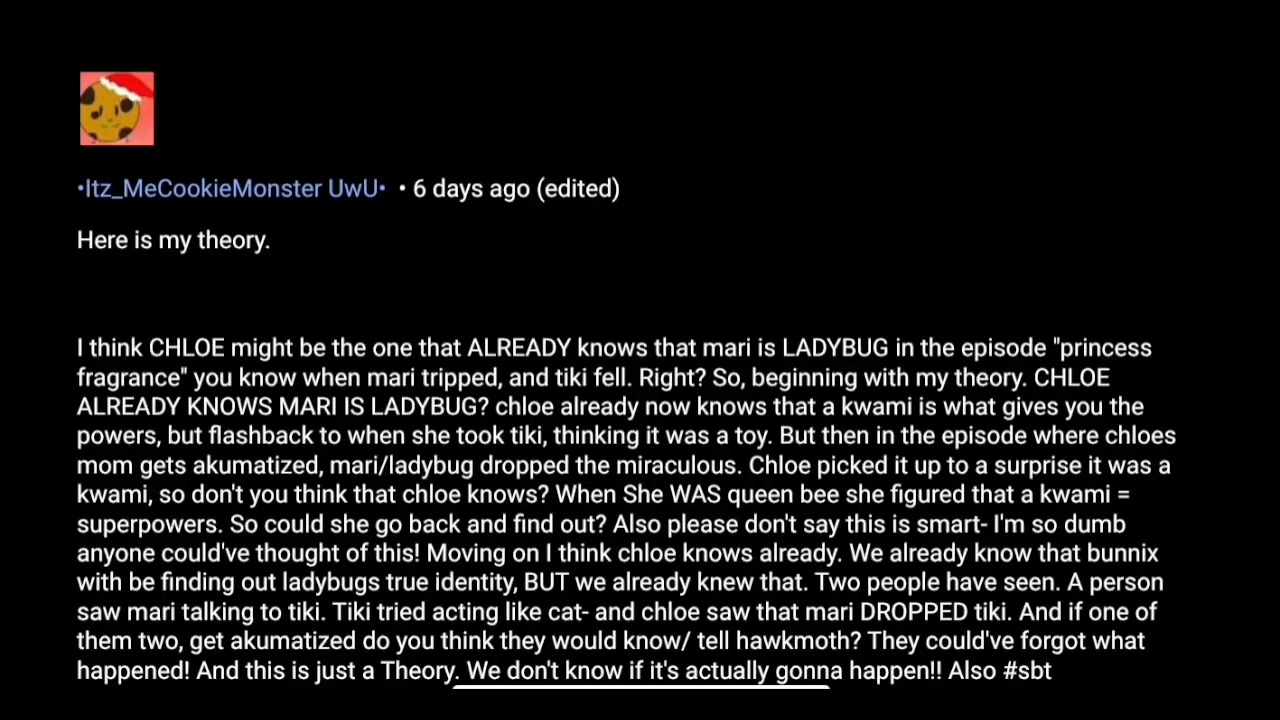 •Itz_MeCookieMonster UwU• • 6 days ago (edited)
Here is my theory.
I think CHLOE might be the one that ALREADY knows that mari is LADYBUG in the episode "princess
fragrance" you know when mari tripped, and tiki fell. Right? So, beginning with my theory. CHLOE
ALREADY KNOWS MARI IS LADYBUG? chloe already now knows that a kwami is what gives you the
powers, but flashback to when she took tiki, thinking it was a toy. But then in the episode where chloes
mom gets akumatized, mari/ladybug dropped the miraculous. Chloe picked it up to a surprise it was a
kwami, so don't you think that chloe knows? When She WAS queen bee she figured that a kwami =
superpowers. So could she go back and find out? Also please don't say this is smart- I'm so dumb
anyone could've thought of this! Moving on I think chloe knows already. We already know that bunnix
with be finding out ladybugs true identity, BUT we already knew that. Two people have seen. A person
saw mari talking to tiki. Tiki tried acting like cat- and chloe saw that mari DROPPED tiki. And if one of
them two, get akumatized do you think they would know/ tell hawkmoth? They could've forgot what
happened! And this is just a Theory. We don't know if it's actually gonna happen!! Also #sbt